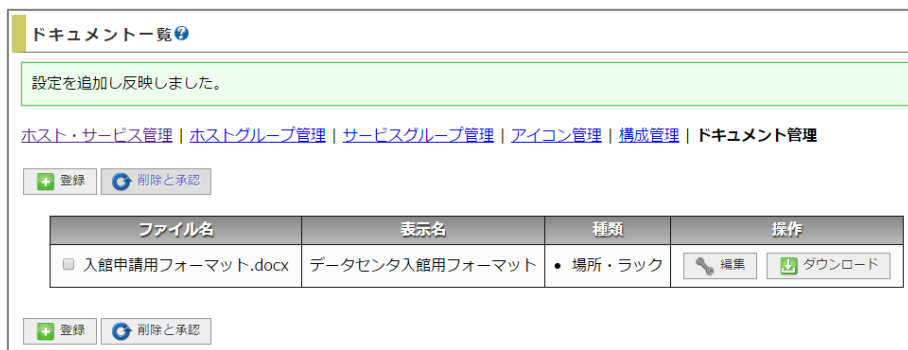 ドキュメント一覧
設定を追加し反映しました。
ホスト・サービス管理 | ホストグループ管理 | サービスグループ管理 | アイコン管理 | 構成管理 | ドキュメント管理
登録 削除と承認
ファイル名 表示名 種類 操作
入館申請用フォーマット.docx データセンタ入館用フォーマット • 場所・ラック 編集 ダウンロード
登録 削除と承認